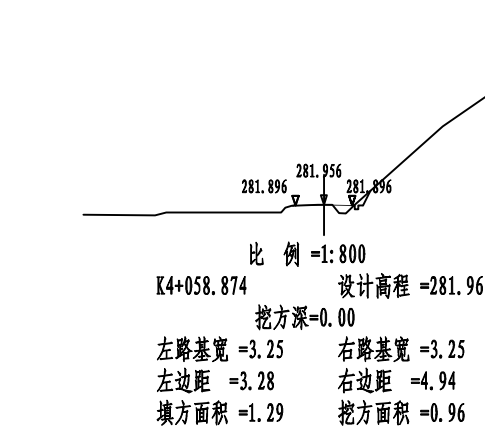 281.956
281.896 281.896
比 例 =1:800
K4+058.874 设计高程 =281.96
挖方深=0.00
左路基宽 =3.25 右路基宽 =3.25
左边距 =3.28 右边距 =4.94
填方面积 =1.29 挖方面积 =0.96